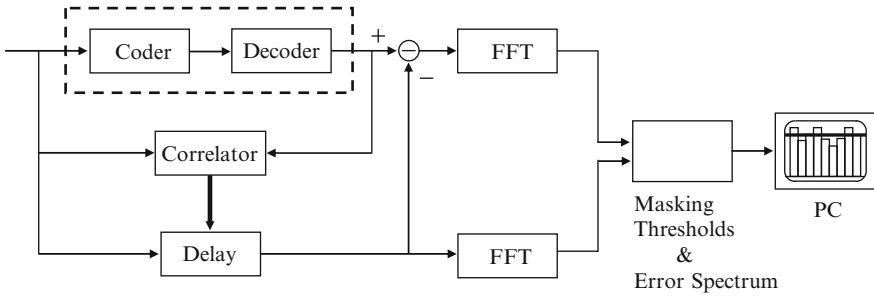 Coder
Decoder
+
−
−
FFT
Correlator
Delay
FFT
Masking
Thresholds
&
Error Spectrum
PC